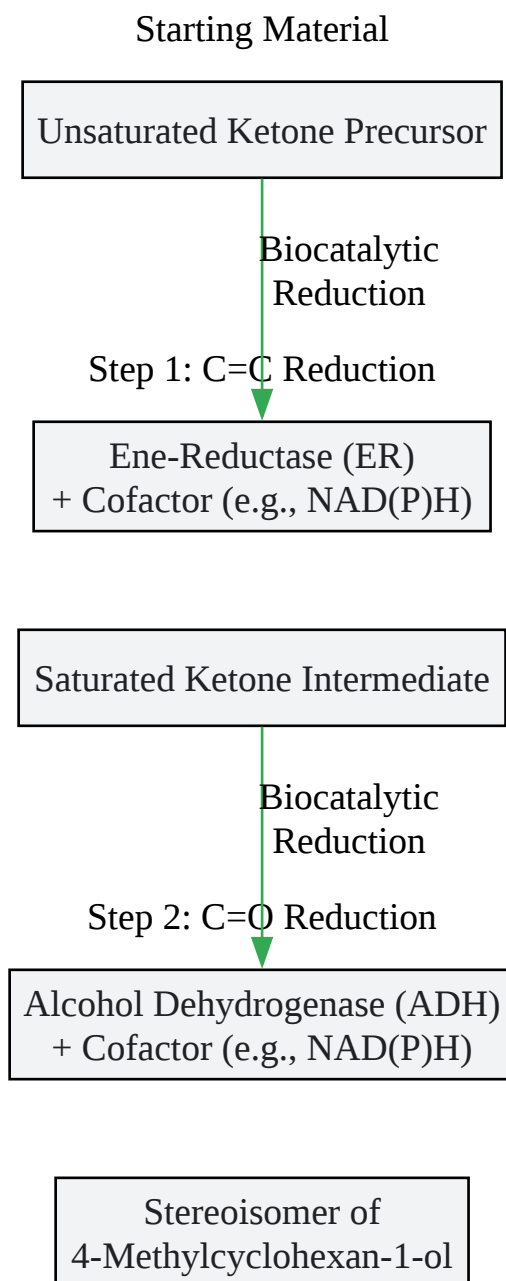 Starting Material
Unsaturated Ketone Precursor
Biocatalytic
Reduction
Step 1: C=C Reduction
Ene-Reductase (ER)
+ Cofactor (e.g., NAD(P)H)
Saturated Ketone Intermediate
Biocatalytic
Reduction
Step 2: C=O Reduction
Alcohol Dehydrogenase (ADH)
+ Cofactor (e.g., NAD(P)H)
Stereoisomer of
4-Methylcyclohexan-1-ol